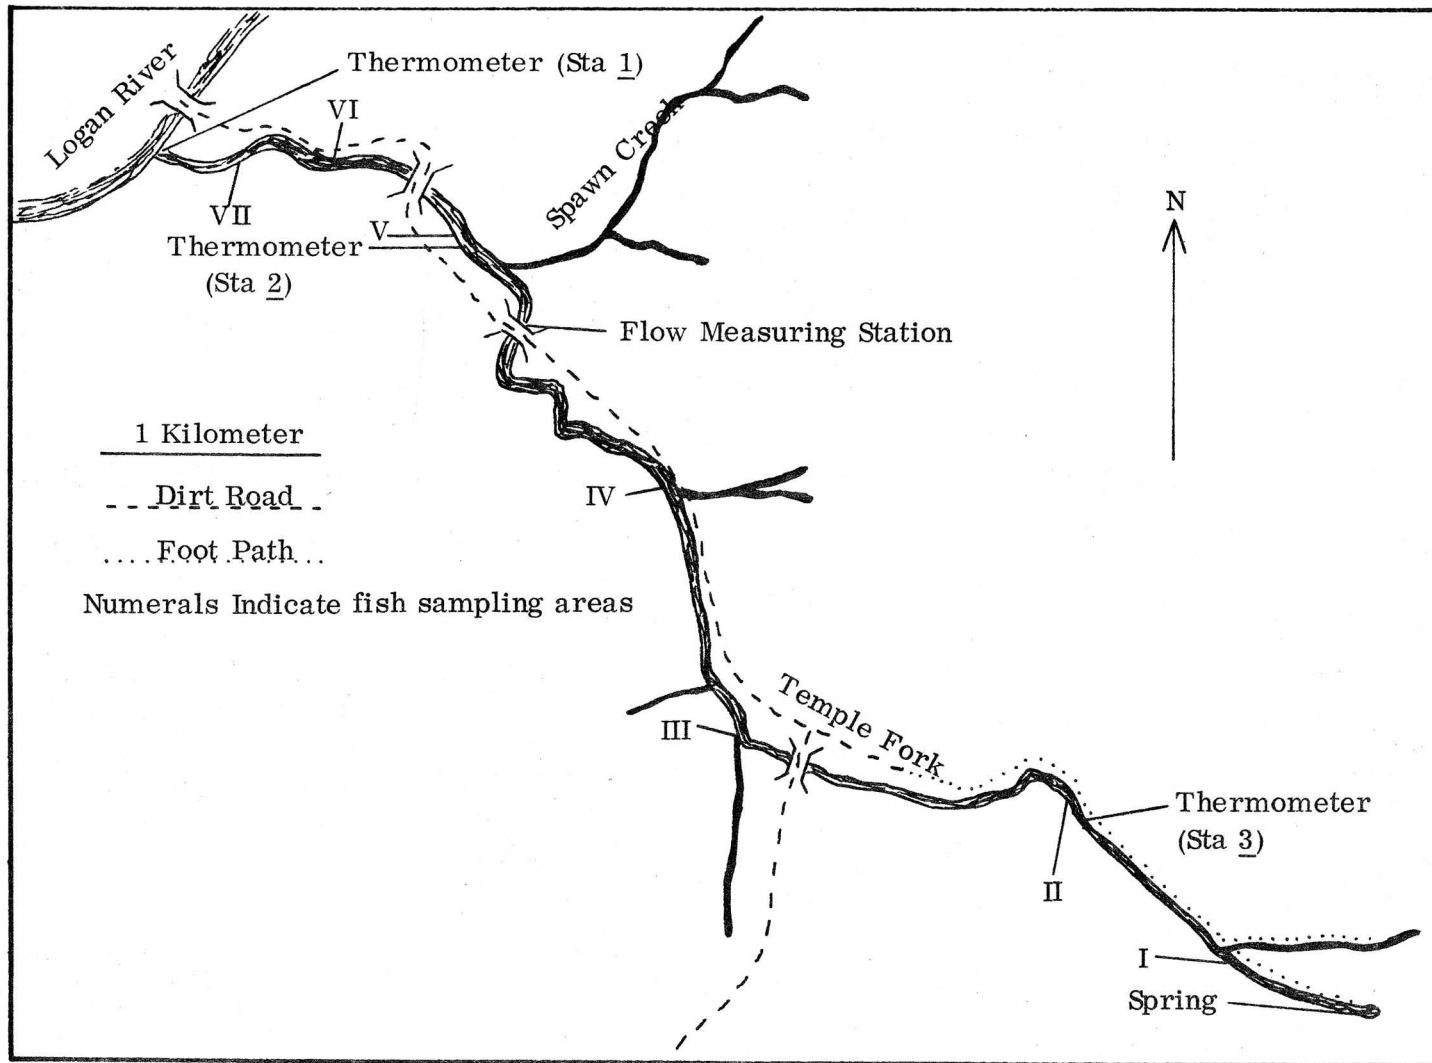 Logan River
Thermometer (Sta 1)
VI
Spawn Creek
N
VII
V
Thermometer
(Sta 2)
Flow Measuring Station
1 Kilometer
Dirt Road
IV
Foot Path
Numerals Indicate fish sampling areas
Temple Fork
III
Thermometer
(Sta 3)
II
I
Spring